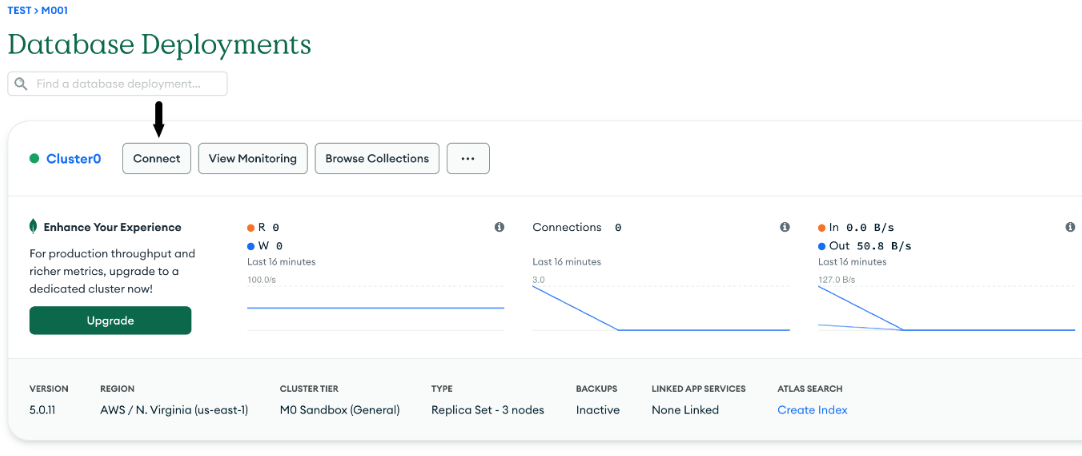 TEST > M001
Database Deployments
Find a database deployment...
Cluster0 Connect View Monitoring Browse Collections ...
Enhance Your Experience
For production throughput and
richer metrics, upgrade to a
dedicated cluster now!
Upgrade
R 0
W 0
Last 16 minutes
100.0/s
Connections 0
Last 16 minutes
3.0
In 0.0 B/s
Out 50.8 B/s
Last 16 minutes
127.0 B/s
VERSION REGION CLUSTER TIER TYPE BACKUPS LINKED APP SERVICES ATLAS SEARCH
5.0.11 AWS / N. Virginia (us-east-1) M0 Sandbox (General) Replica Set - 3 nodes Inactive None Linked Create Index